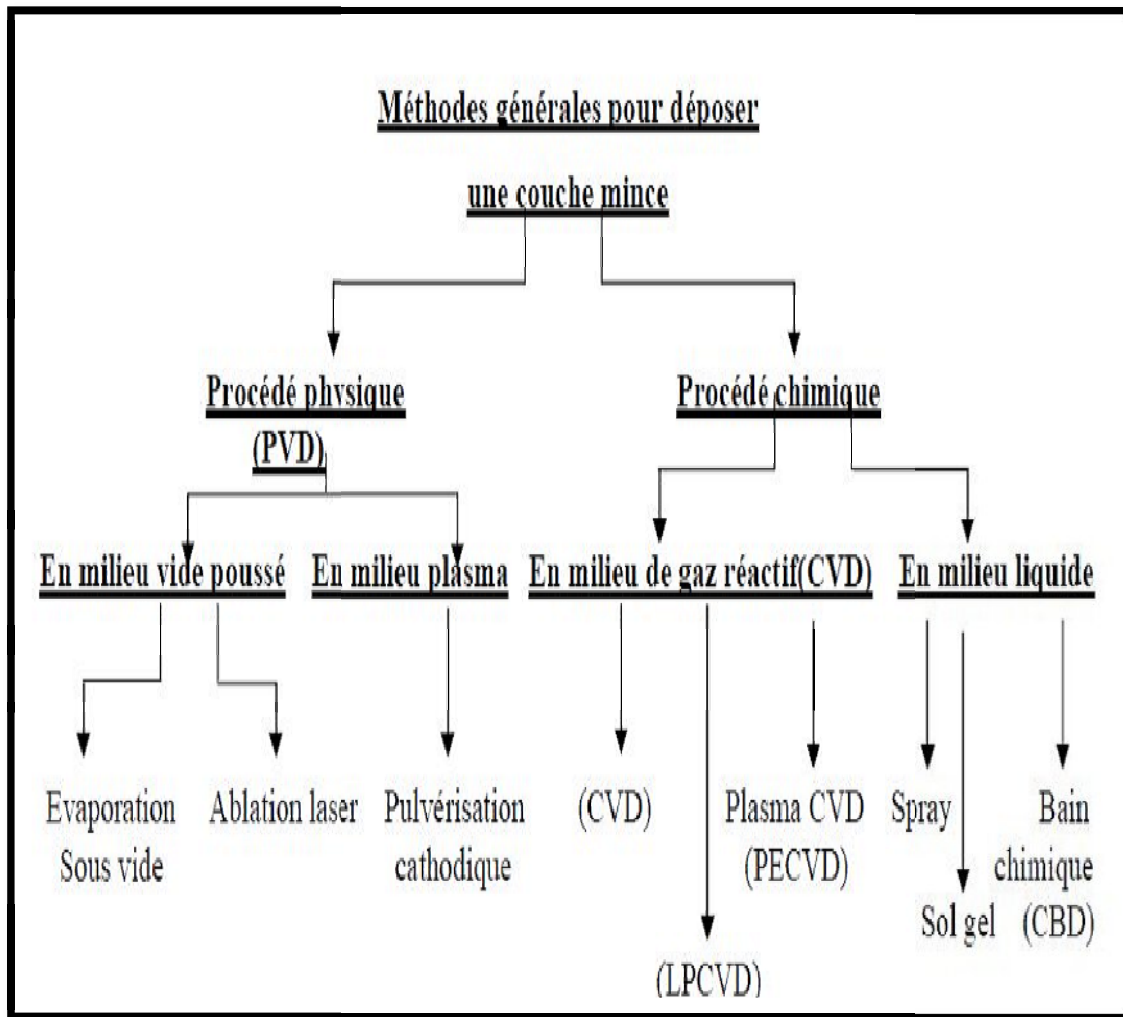 Méthodes générales pour déposer
une couche mince
Procédé physique
(PVD)
Procédé chimique
En milieu vide poussé
En milieu plasma
En milieu de gaz réactif(CVD)
En milieu liquide
Evaporation
Sous vide
Ablation laser
Pulvérisation
cathodique
(CVD)
(LPCVD)
Plasma CVD
(PECVD)
Spray
Sol gel
Bain
chimique
(CBD)